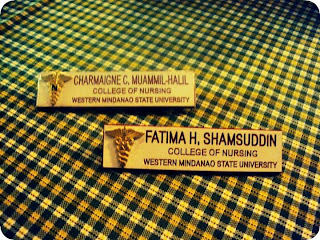 CHARMAIGNE C. MUAMMIL-HALIL
COLLEGE OF NURSING
WESTERN MINDANAO STATE UNIVERSITY
FATIMA H, SHAMSUDDIN
COLLEGE OF NURSING
WESTERN MINDANAO STATE UNIVERSITY